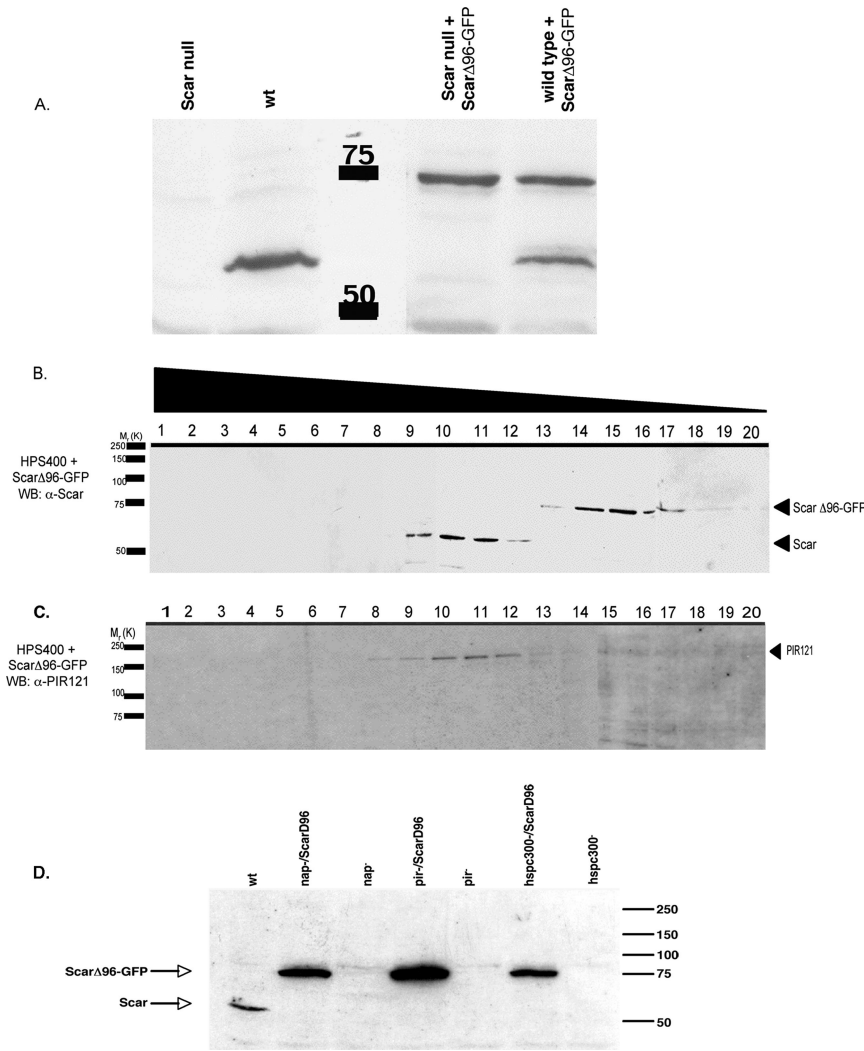 A.
Scar null
wt
Scar null +
ScarΔ96-GFP
wild type +
ScarΔ96-GFP
75
50
B.
1 2 3 4 5 6 7 8 9 10 11 12 13 14 15 16 17 18 19 20
Mr (K)
250
150
100
75
50
HPS400 +
ScarΔ96-GFP
WB: α-Scar
Scar Δ96-GFP
Scar
C.
1 2 3 4 5 6 7 8 9 10 11 12 13 14 15 16 17 18 19 20
Mr (K)
250
150
100
75
HPS400 +
ScarΔ96-GFP
WB: α-PIR121
PIR121
D.
wt
nap-/ScarD96
nap-
pir-/ScarD96
pir-
hspc300-/ScarD96
hspc300-
ScarΔ96-GFP
Scar
250
150
100
75
50